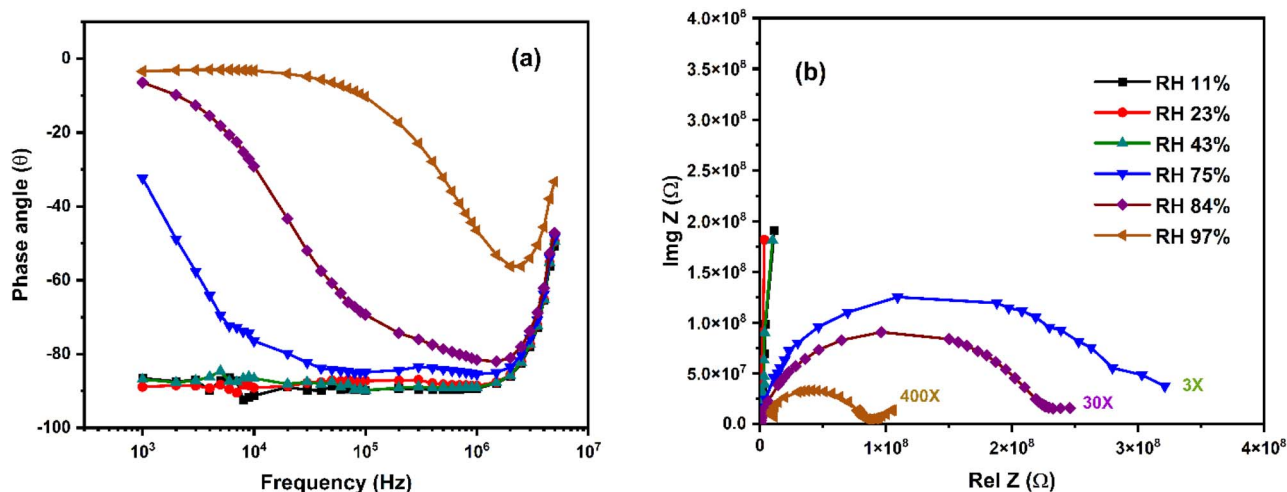 (a)
Phase angle (θ)
0
-20
-40
-60
-80
-100
10³
10⁴
10⁵
10⁶
10⁷
Frequency (Hz)
(b)
Img Z (Ω)
4.0×10⁸
3.5×10⁸
3.0×10⁸
2.5×10⁸
2.0×10⁸
1.5×10⁸
1.0×10⁸
5.0×10⁷
0.0
RH 11%
RH 23%
RH 43%
RH 75%
RH 84%
RH 97%
3X
30X
400X
0
1×10⁸
2×10⁸
3×10⁸
4×10⁸
Rel Z (Ω)